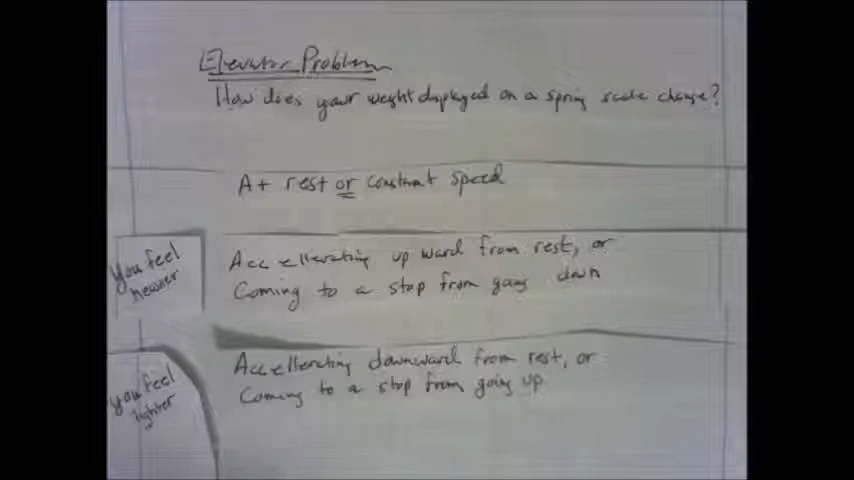 Elevator Problem
How does your weight displayed on a spring scale change?
At rest or constant speed
you feel
heavier
Accellerating upward from rest, or
Coming to a stop from going down
you feel
lighter
Accellerating downward from rest, or
Coming to a stop from going up